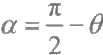 α = π/2 − θ